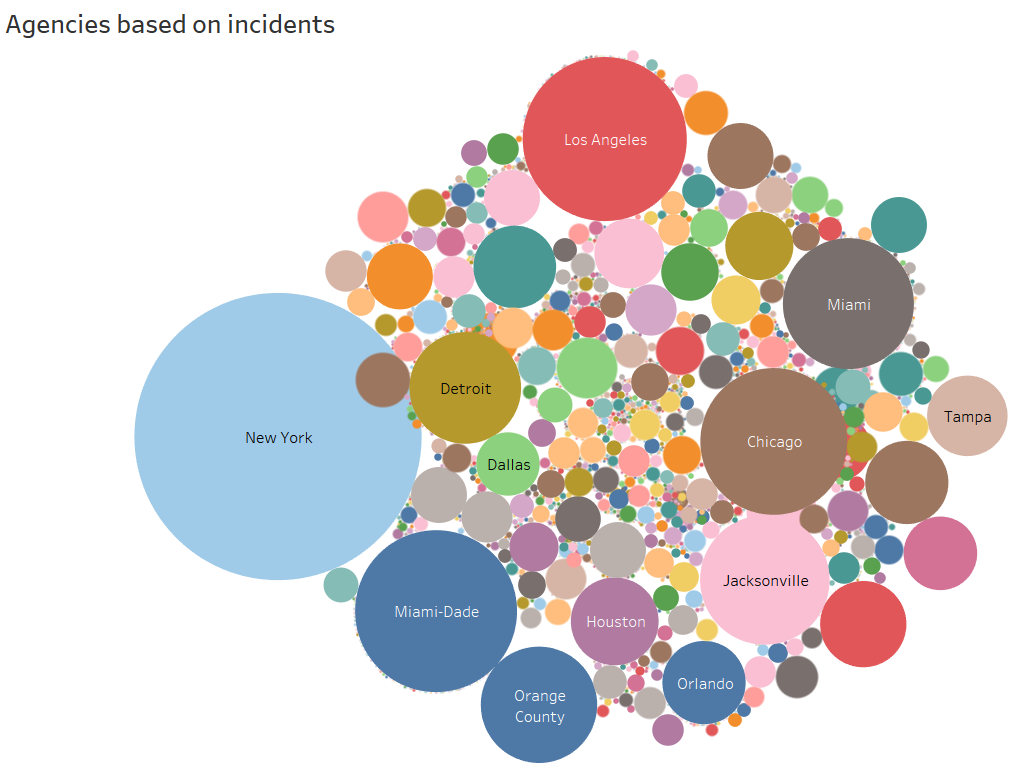 Agencies based on incidents
Los Angeles
Miami
Detroit
Tampa
New York
Chicago
Dallas
Jacksonville
Miami-Dade
Houston
Orlando
Orange
County